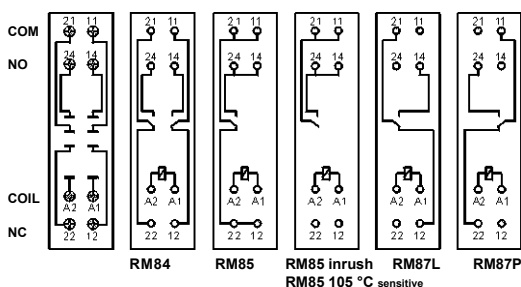 COM 21 11 21 11 21 11 21 11 21 11 21 11
NO 24 14 24 14 24 14 24 14 24 14 24 14
COIL A2 A1 A2 A1 A2 A1 A2 A1 A2 A1 A2 A1
NC 22 12 22 12 22 12 22 12 22 12 22 12
RM84 RM85 RM85 inrush RM87L RM87P
RM85 105 °C sensitive